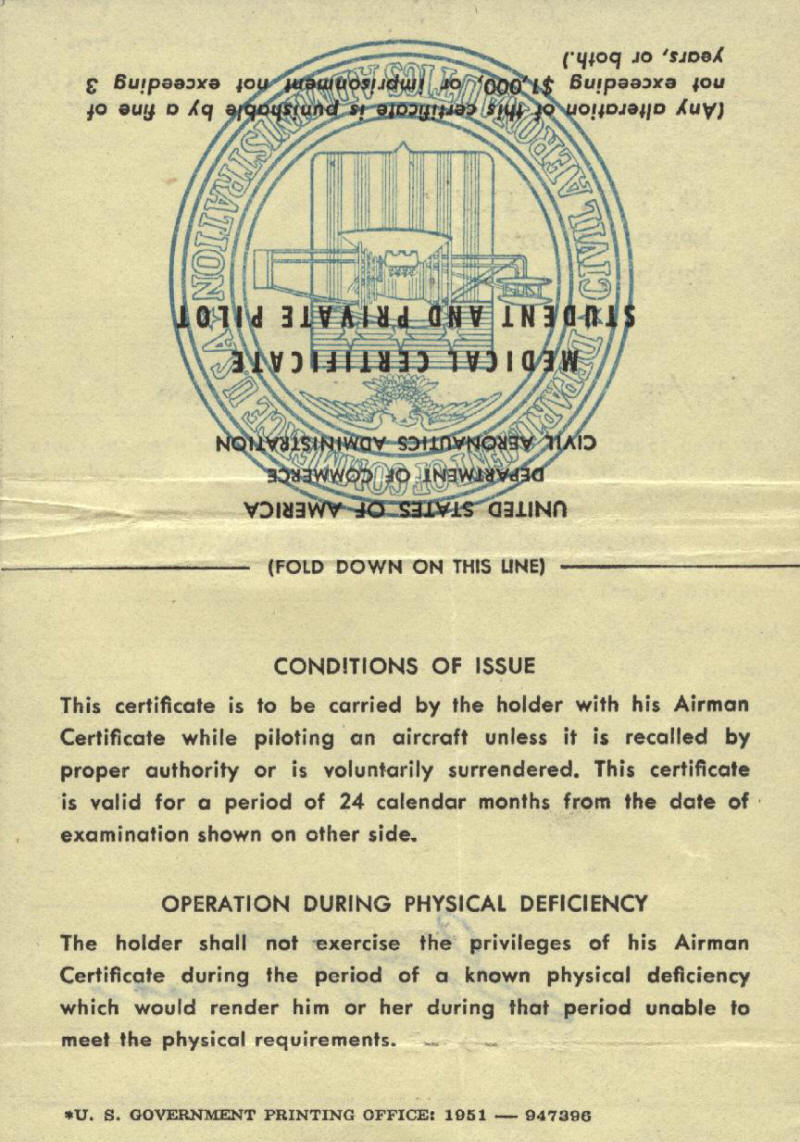 UNITED STATES OF AMERICA
DEPARTMENT OF COMMERCE
CIVIL AERONAUTICS ADMINISTRATION
MEDICAL CERTIFICATE
STUDENT AND PRIVATE PILOT
(Any alteration of this certificate is punishable by a fine of
not exceeding $1,000, or imprisonment not exceeding 3
years, or both.)
DEPARTMENT OF COMMERCE U.S.A.
CIVIL AERONAUTICS ADMINISTRATION
(FOLD DOWN ON THIS LINE)
CONDITIONS OF ISSUE
This certificate is to be carried by the holder with his Airman
Certificate while piloting an aircraft unless it is recalled by
proper authority or is voluntarily surrendered. This certificate
is valid for a period of 24 calendar months from the date of
examination shown on other side.
OPERATION DURING PHYSICAL DEFICIENCY
The holder shall not exercise the privileges of his Airman
Certificate during the period of a known physical deficiency
which would render him or her during that period unable to
meet the physical requirements.
*U. S. GOVERNMENT PRINTING OFFICE: 1951 — 947396